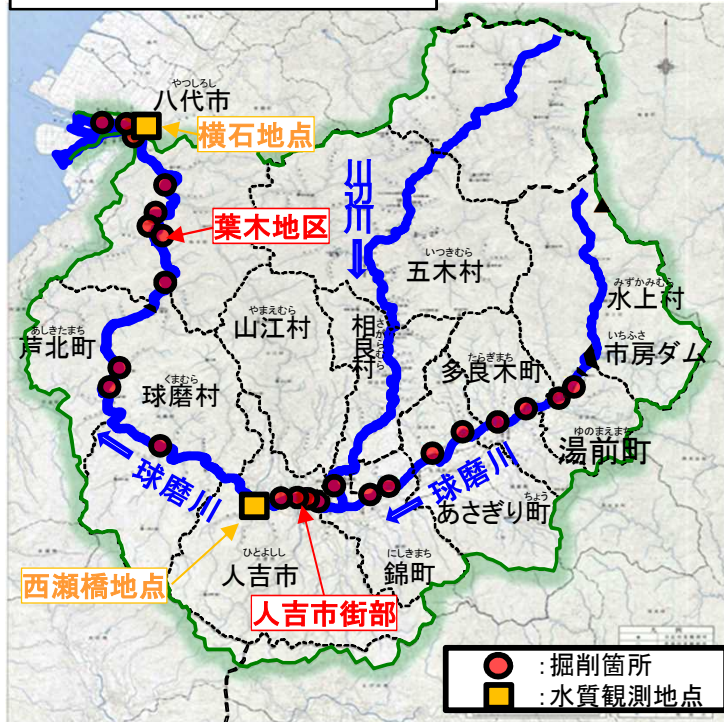 やつしろし
八代市
横石地点
川辺川
葉木地区
いつきむら
五木村
みずかみむら
水上村
やまえむら
山江村
さがらむら
相良村
いちふさ
市房ダム
あしきたまち
芦北町
たらぎまち
多良木町
くまむら
球磨村
ゆのまえまち
湯前町
球磨川
球磨川
ちょう
あさぎり町
ひとよしし
人吉市
にしきまち
錦町
西瀬橋地点
人吉市街部
：掘削箇所
：水質観測地点